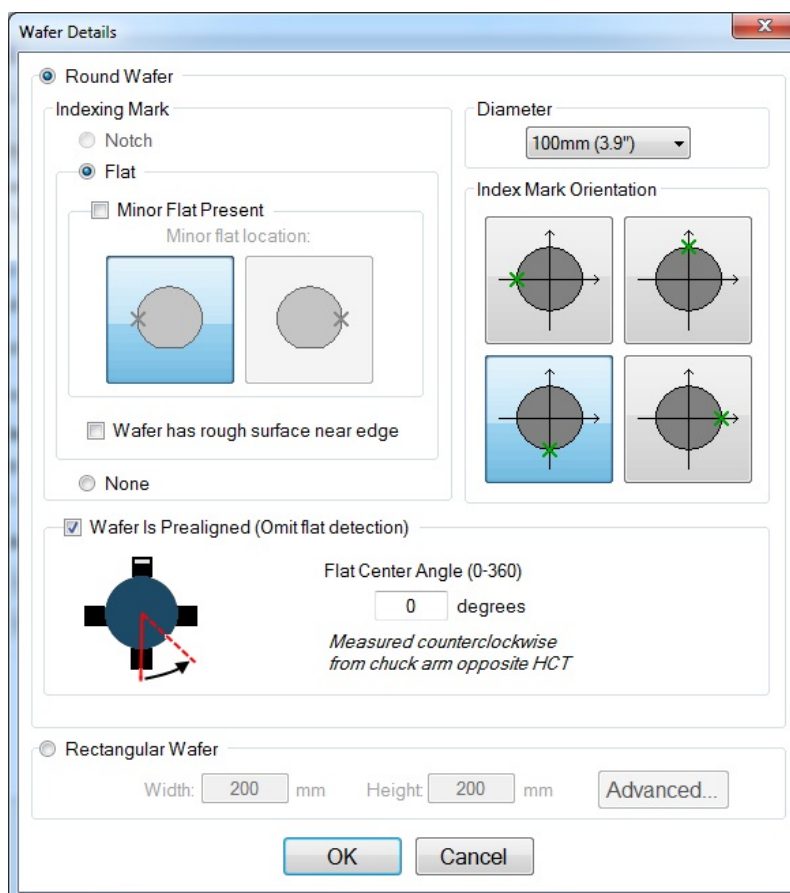 Wafer Details
Round Wafer
Indexing Mark
Notch
Flat
Minor Flat Present
Minor flat location:
Wafer has rough surface near edge
None
Diameter
100mm (3.9")
Index Mark Orientation
Wafer Is Prealigned (Omit flat detection)
Flat Center Angle (0-360)
0 degrees
Measured counterclockwise
from chuck arm opposite HCT
Rectangular Wafer
Width: 200 mm Height: 200 mm Advanced...
OK Cancel